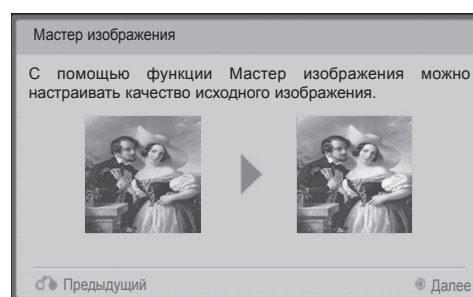 Мастер изображения
С помощью функции Мастер изображения можно
настраивать качество исходного изображения.
Предыдущий
Далее